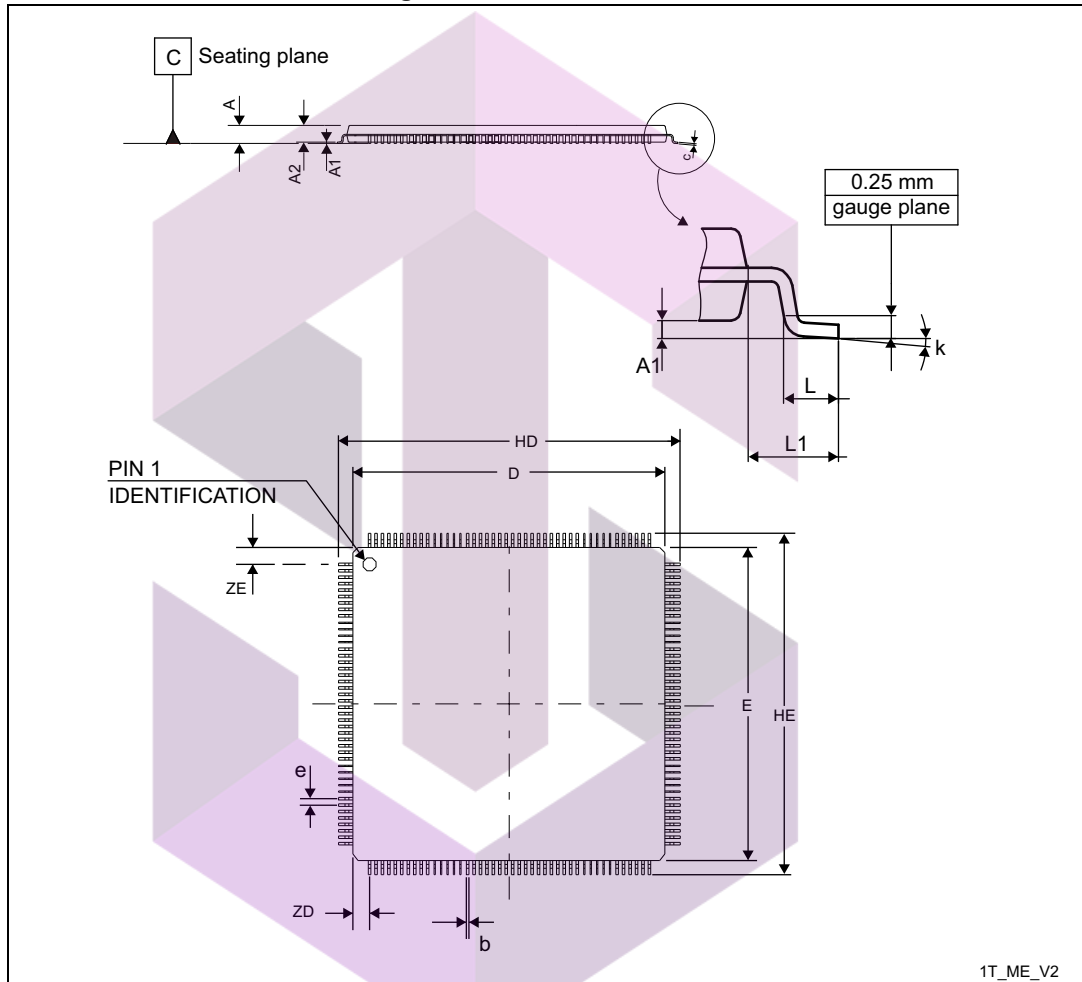 C Seating plane
A
A2
A1
c
0.25 mm
gauge plane
A1
k
L
L1
HD
D
PIN 1
IDENTIFICATION
ZE
E
HE
e
ZD
b
1T_ME_V2